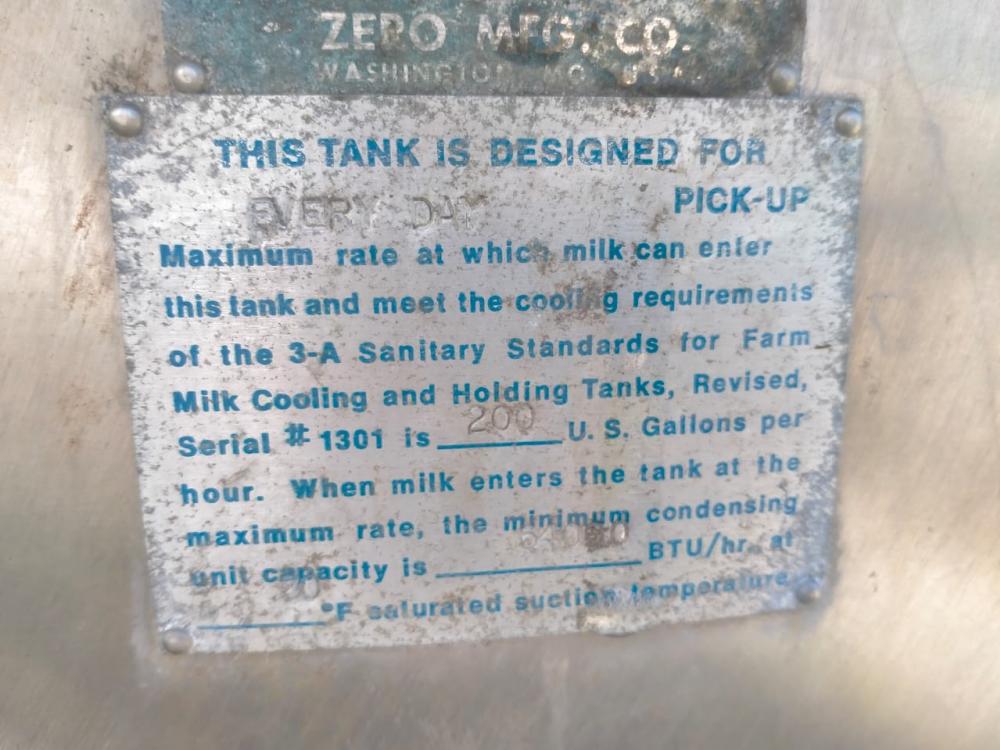 ZERO MFG. CO.
WASHINGTON, MO.
THIS TANK IS DESIGNED FOR
EVERY DAY PICK-UP
Maximum rate at which milk can enter
this tank and meet the cooling requirements
of the 3-A Sanitary Standards for Farm
Milk Cooling and Holding Tanks, Revised,
Serial # 1301 is 200 U. S. Gallons per
hour. When milk enters the tank at the
maximum rate, the minimum condensing
unit capacity is BTU/hr. at
°F saturated suction temperature